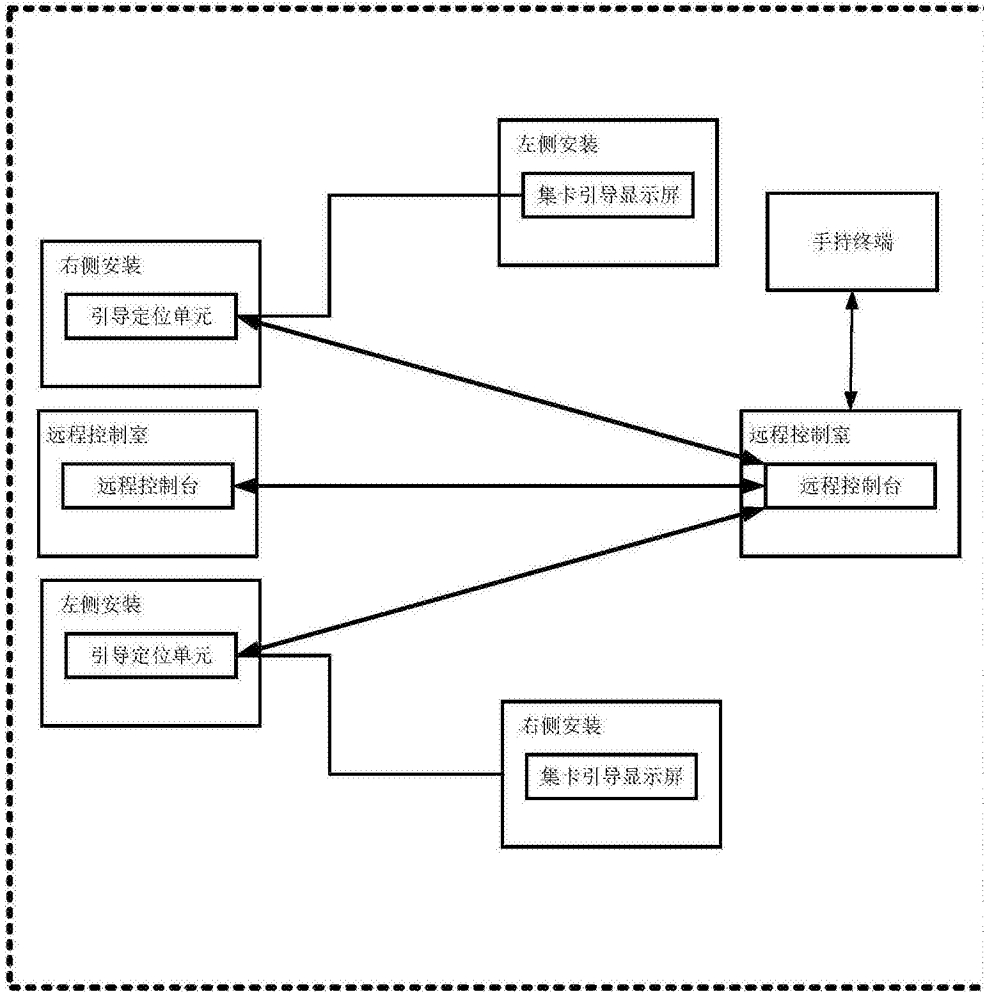 左侧安装
集卡引导显示屏
手持终端
右侧安装
引导定位单元
远程控制室
远程控制台
远程控制室
远程控制台
左侧安装
引导定位单元
右侧安装
集卡引导显示屏